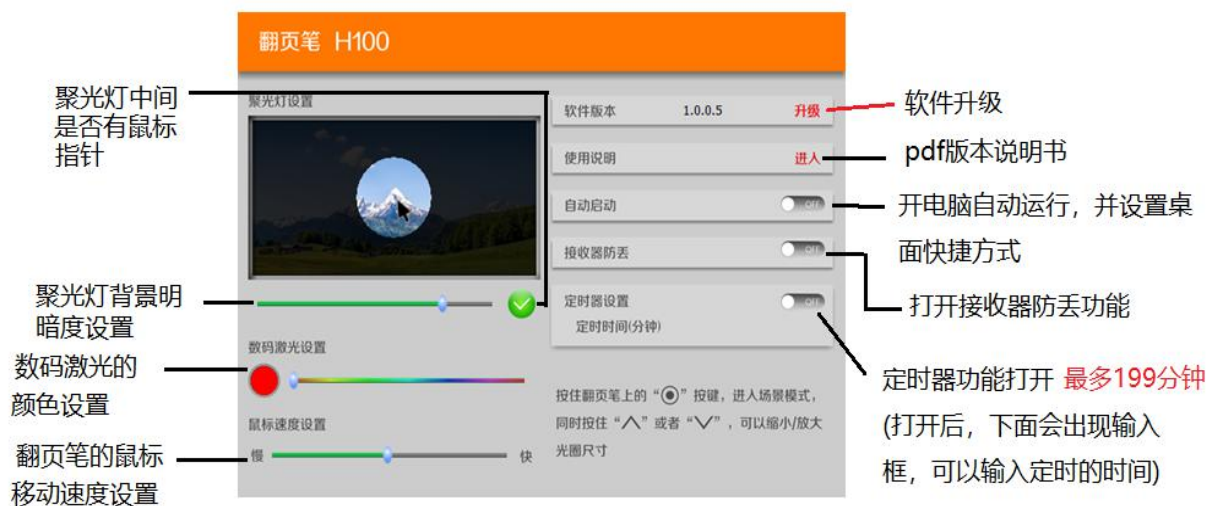 翻页笔 H100
聚光灯中间
是否有鼠标
指针
聚光灯背景明
暗度设置
数码激光的
颜色设置
翻页笔的鼠标
移动速度设置
聚光灯设置
数码激光设置
鼠标速度设置
慢
快
软件版本 1.0.0.5 升级
使用说明 进入
自动启动 OFF
接收器防丢 OFF
定时器设置 OFF
定时时间(分钟)
按住翻页笔上的“◉”按键，进入场景模式，
同时按住“︿”或者“﹀”，可以缩小/放大
光圈尺寸
软件升级
pdf版本说明书
开电脑自动运行，并设置桌
面快捷方式
打开接收器防丢功能
定时器功能打开 最多199分钟
(打开后，下面会出现输入
框，可以输入定时的时间)